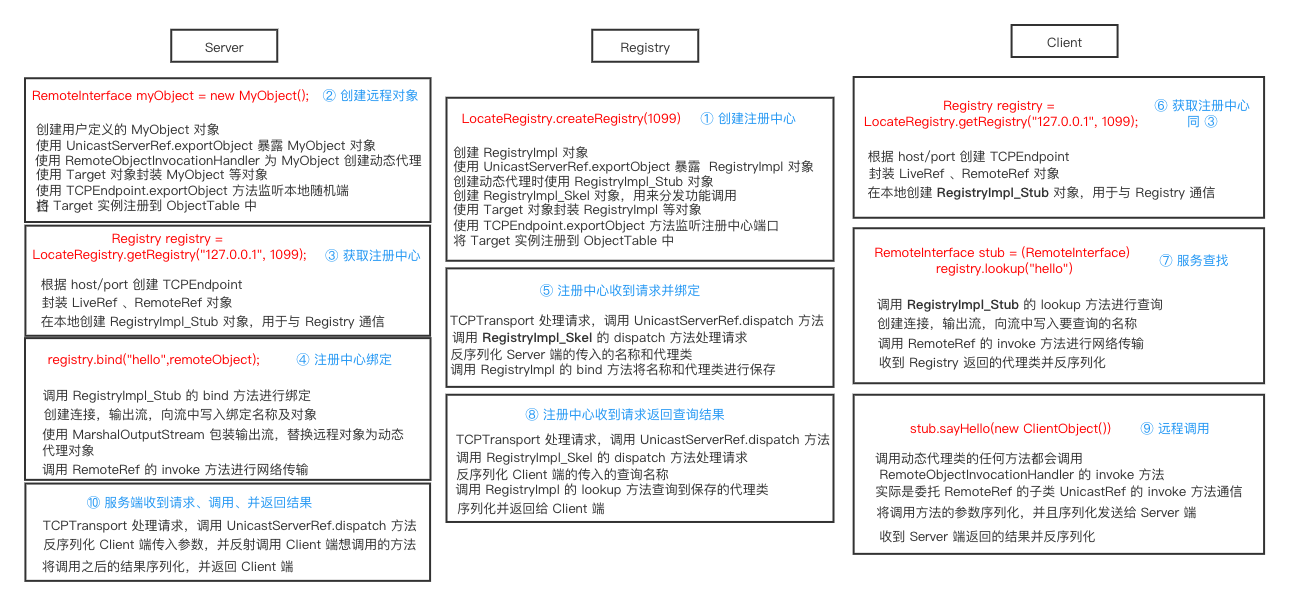 Server
RemoteInterface myObject = new MyObject(); ② 创建远程对象
创建用户定义的 MyObject 对象
使用 UnicastServerRef.exportObject 暴露 MyObject 对象
使用 RemoteObjectInvocationHandler 为 MyObject 创建动态代理
使用 Target 对象封装 MyObject 等对象
使用 TCPEndpoint.exportObject 方法监听本地随机端
将 Target 实例注册到 ObjectTable 中
Registry registry =
LocateRegistry.getRegistry("127.0.0.1", 1099); ③ 获取注册中心
根据 host/port 创建 TCPEndpoint
封装 LiveRef 、RemoteRef 对象
在本地创建 RegistryImpl_Stub 对象，用于与 Registry 通信
registry.bind("hello",remoteObject); ④ 注册中心绑定
调用 RegistryImpl_Stub 的 bind 方法进行绑定
创建连接，输出流，向流中写入绑定名称及对象
使用 MarshalOutputStream 包装输出流，替换远程对象为动态
代理对象
调用 RemoteRef 的 invoke 方法进行网络传输
⑩ 服务端收到请求、调用、并返回结果
TCPTransport 处理请求，调用 UnicastServerRef.dispatch 方法
反序列化 Client 端传入参数，并反射调用 Client 端想调用的方法
将调用之后的结果序列化，并返回 Client 端
Registry
LocateRegistry.createRegistry(1099) ① 创建注册中心
创建 RegistryImpl 对象
使用 UnicastServerRef.exportObject 暴露 RegistryImpl 对象
创建动态代理时使用 RegistryImpl_Stub 对象
创建 RegistryImpl_Skel 对象，用来分发功能调用
使用 Target 对象封装 RegistryImpl 等对象
使用 TCPEndpoint.exportObject 方法监听注册中心端口
将 Target 实例注册到 ObjectTable 中
⑤ 注册中心收到请求并绑定
TCPTransport 处理请求，调用 UnicastServerRef.dispatch 方法
调用 RegistryImpl_Skel 的 dispatch 方法处理请求
反序列化 Server 端的传入的名称和代理类
调用 RegistryImpl 的 bind 方法将名称和代理类进行保存
⑧ 注册中心收到请求返回查询结果
TCPTransport 处理请求，调用 UnicastServerRef.dispatch 方法
调用 RegistryImpl_Skel 的 dispatch 方法处理请求
反序列化 Client 端的传入的查询名称
调用 RegistryImpl 的 lookup 方法查询到保存的代理类
序列化并返回给 Client 端
Client
Registry registry = ⑥ 获取注册中心
LocateRegistry.getRegistry("127.0.0.1", 1099); 同 ③
根据 host/port 创建 TCPEndpoint
封装 LiveRef 、RemoteRef 对象
在本地创建 RegistryImpl_Stub 对象，用于与 Registry 通信
RemoteInterface stub = (RemoteInterface)
registry.lookup("hello") ⑦ 服务查找
调用 RegistryImpl_Stub 的 lookup 方法进行查询
创建连接，输出流，向流中写入要查询的名称
调用 RemoteRef 的 invoke 方法进行网络传输
收到 Registry 返回的代理类并反序列化
stub.sayHello(new ClientObject()) ⑨ 远程调用
调用动态代理类的任何方法都会调用
RemoteObjectInvocationHandler 的 invoke 方法
实际是委托 RemoteRef 的子类 UnicastRef 的 invoke 方法通信
将调用方法的参数序列化，并且序列化发送给 Server 端
收到 Server 端返回的结果并反序列化